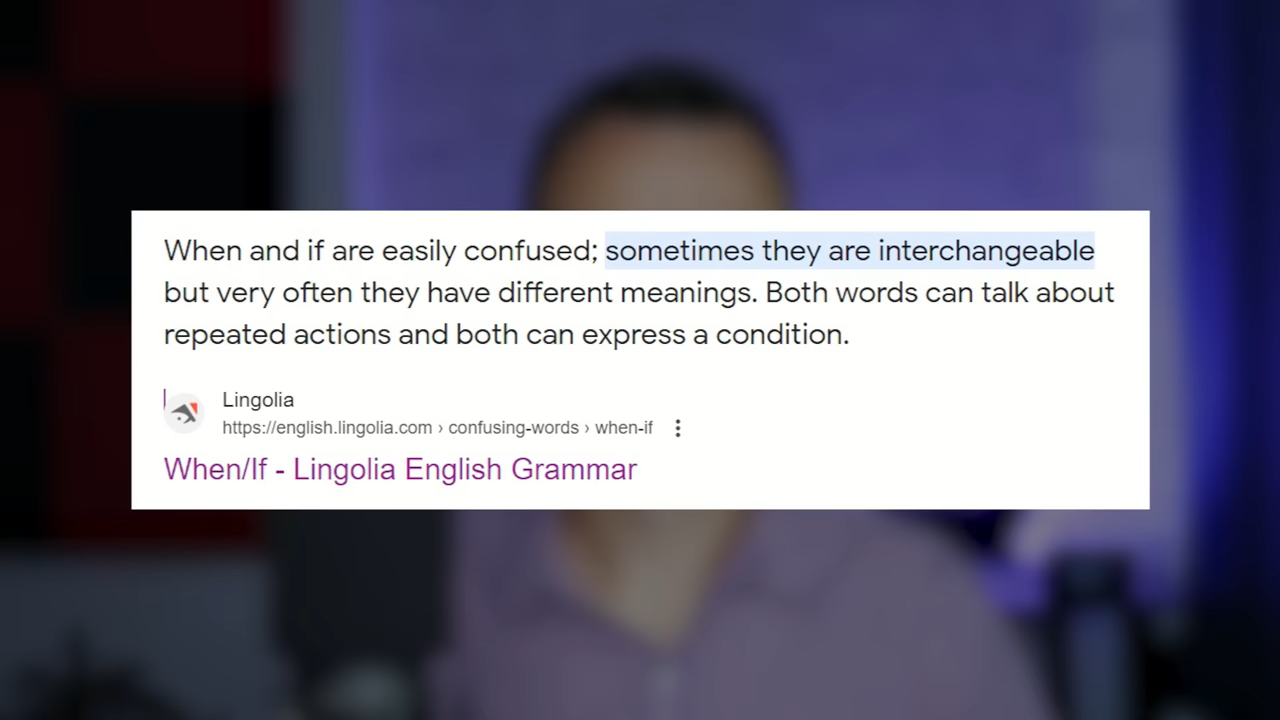 When and if are easily confused; sometimes they are interchangeable
but very often they have different meanings. Both words can talk about
repeated actions and both can express a condition.
Lingolia
https://english.lingolia.com › confusing-words › when-if
When/If - Lingolia English Grammar